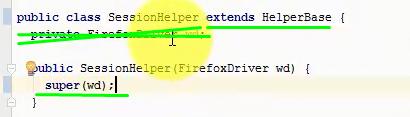 public class SessionHelper extends HelperBase {
private FirefoxDriver wd;
public SessionHelper(FirefoxDriver wd) {
super(wd);
}